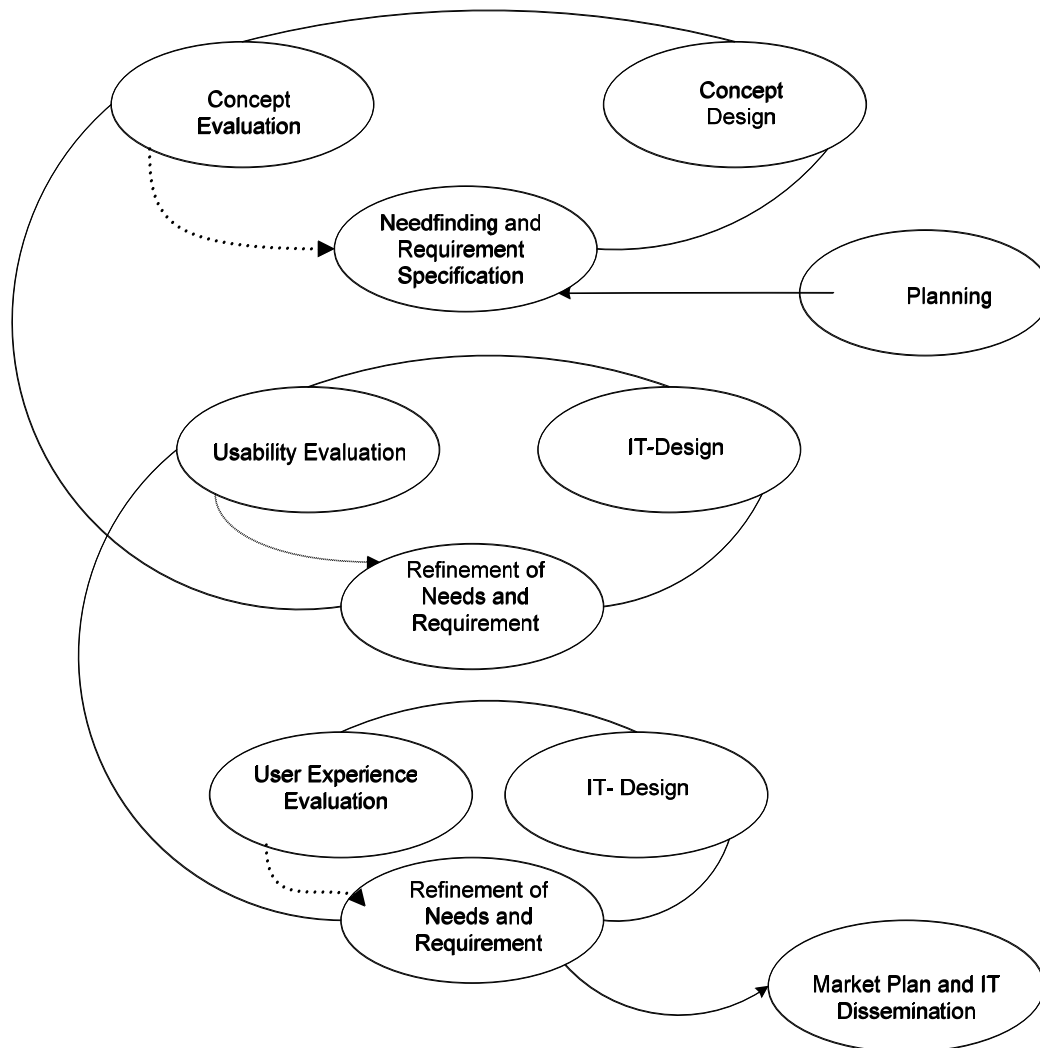 Concept
Evaluation
Concept
Design
Needfinding and
Requirement
Specification
Planning
Usability Evaluation
IT-Design
Refinement of
Needs and
Requirement
User Experience
Evaluation
IT- Design
Refinement of
Needs and
Requirement
Market Plan and IT
Dissemination